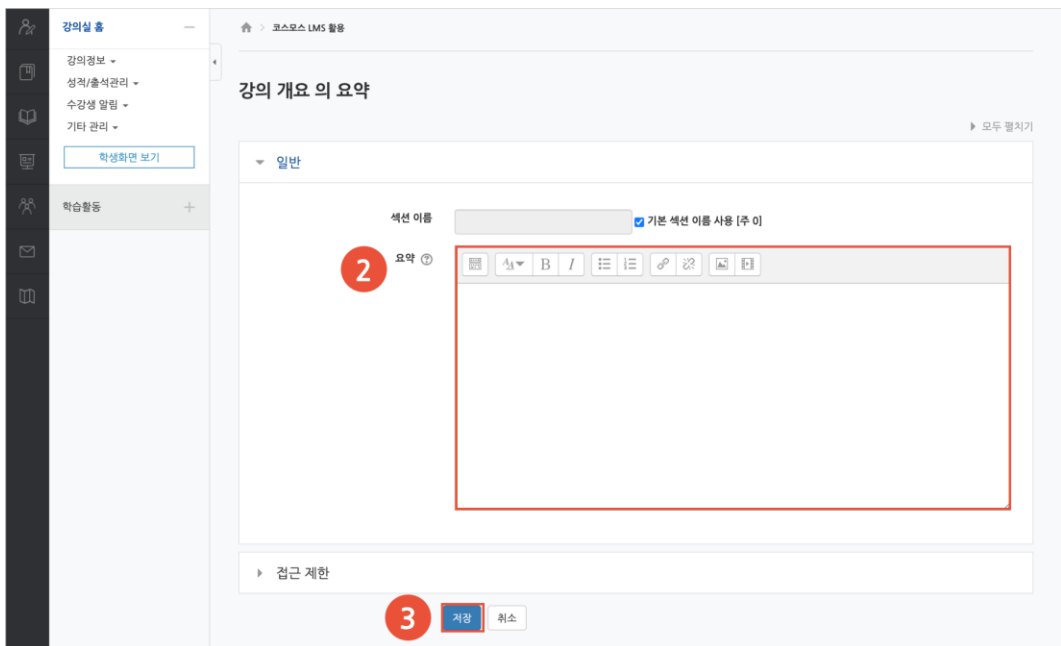 강의실 홈
강의정보
성적/출석관리
수강생 알림
기타 관리
학생화면 보기
학습활동
코스모스 LMS 활용
강의 개요 의 요약
모두 펼치기
일반
섹션 이름
기본 섹션 이름 사용 [주 0]
2
요약
B I
접근 제한
3
저장
취소